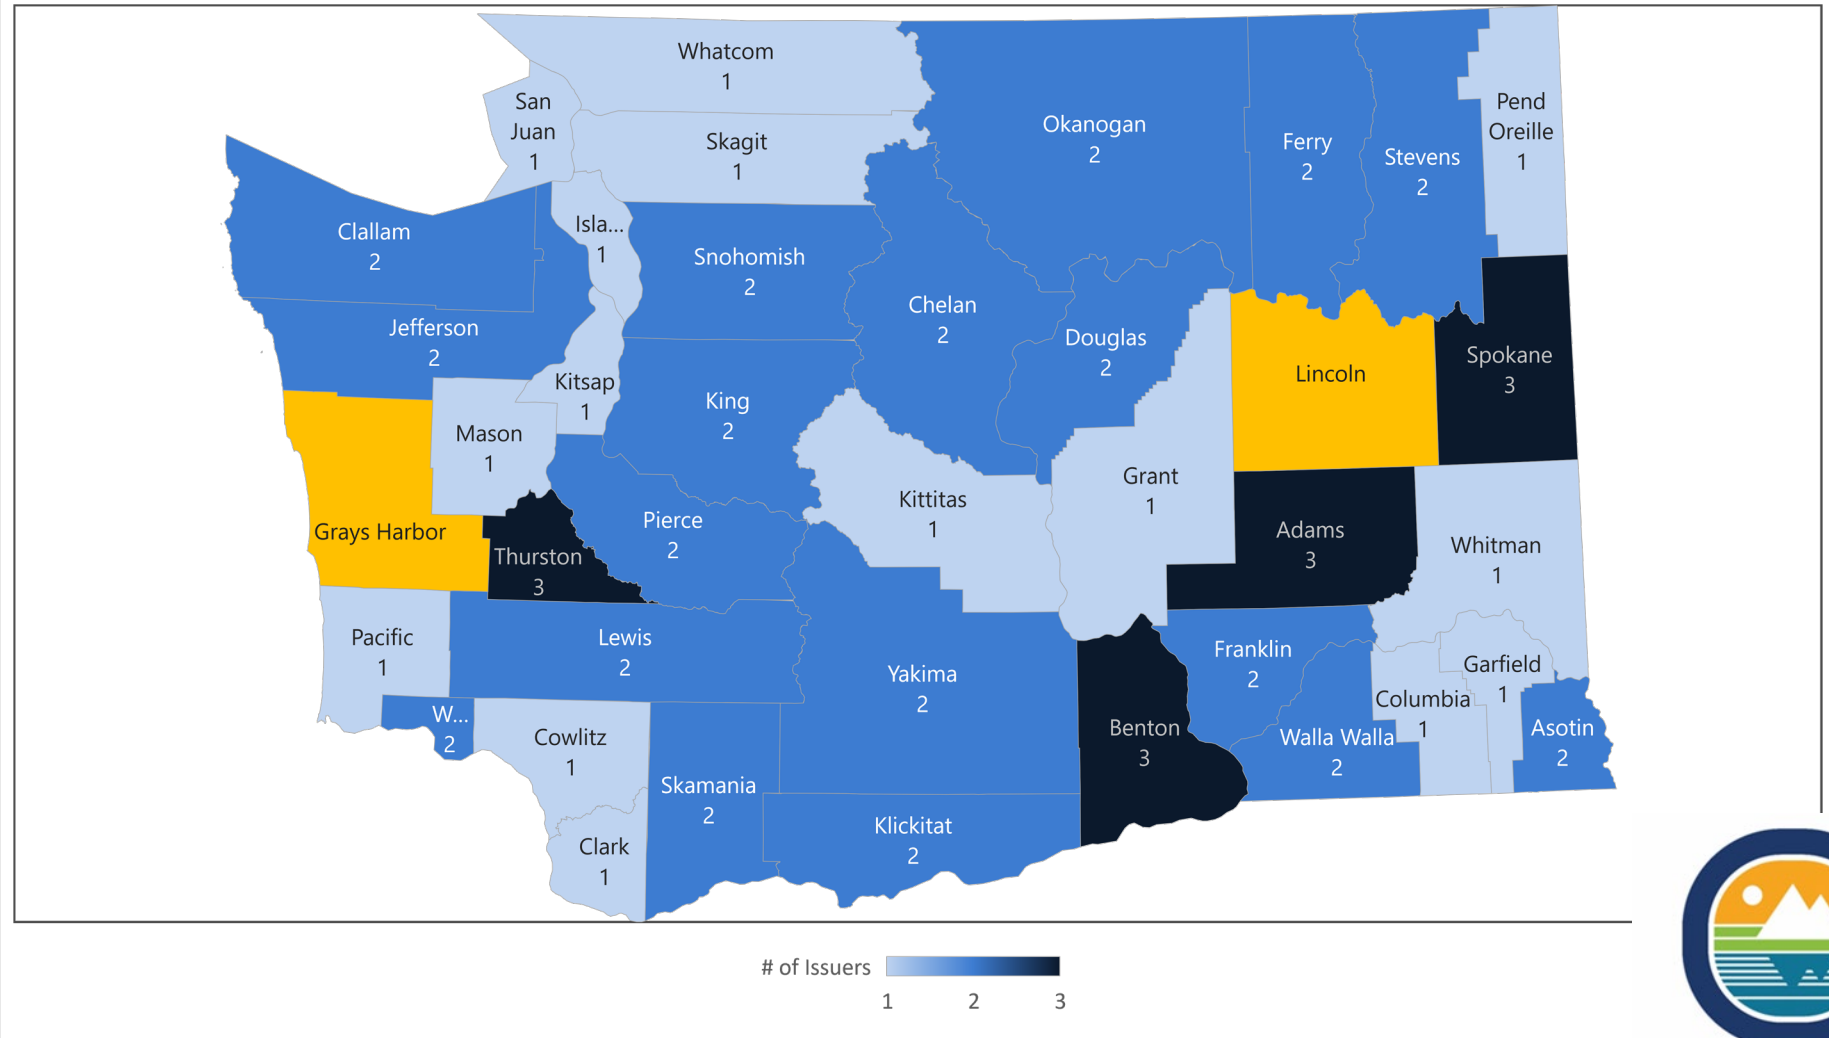 Whatcom
1
San
Juan
1
Skagit
1
Okanogan
2
Ferry
2
Stevens
2
Pend
Oreille
1
Clallam
2
Isla...
1
Snohomish
2
Chelan
2
Jefferson
2
Douglas
2
Lincoln
Spokane
3
Kitsap
1
King
2
Mason
1
Grant
1
Kittitas
1
Grays Harbor
Thurston
3
Pierce
2
Adams
3
Whitman
1
Pacific
1
Lewis
2
Yakima
2
Franklin
2
Garfield
1
Columbia
1
W...
2
Cowlitz
1
Benton
3
Walla Walla
2
Asotin
2
Skamania
2
Klickitat
2
Clark
1
# of Issuers
1 2 3